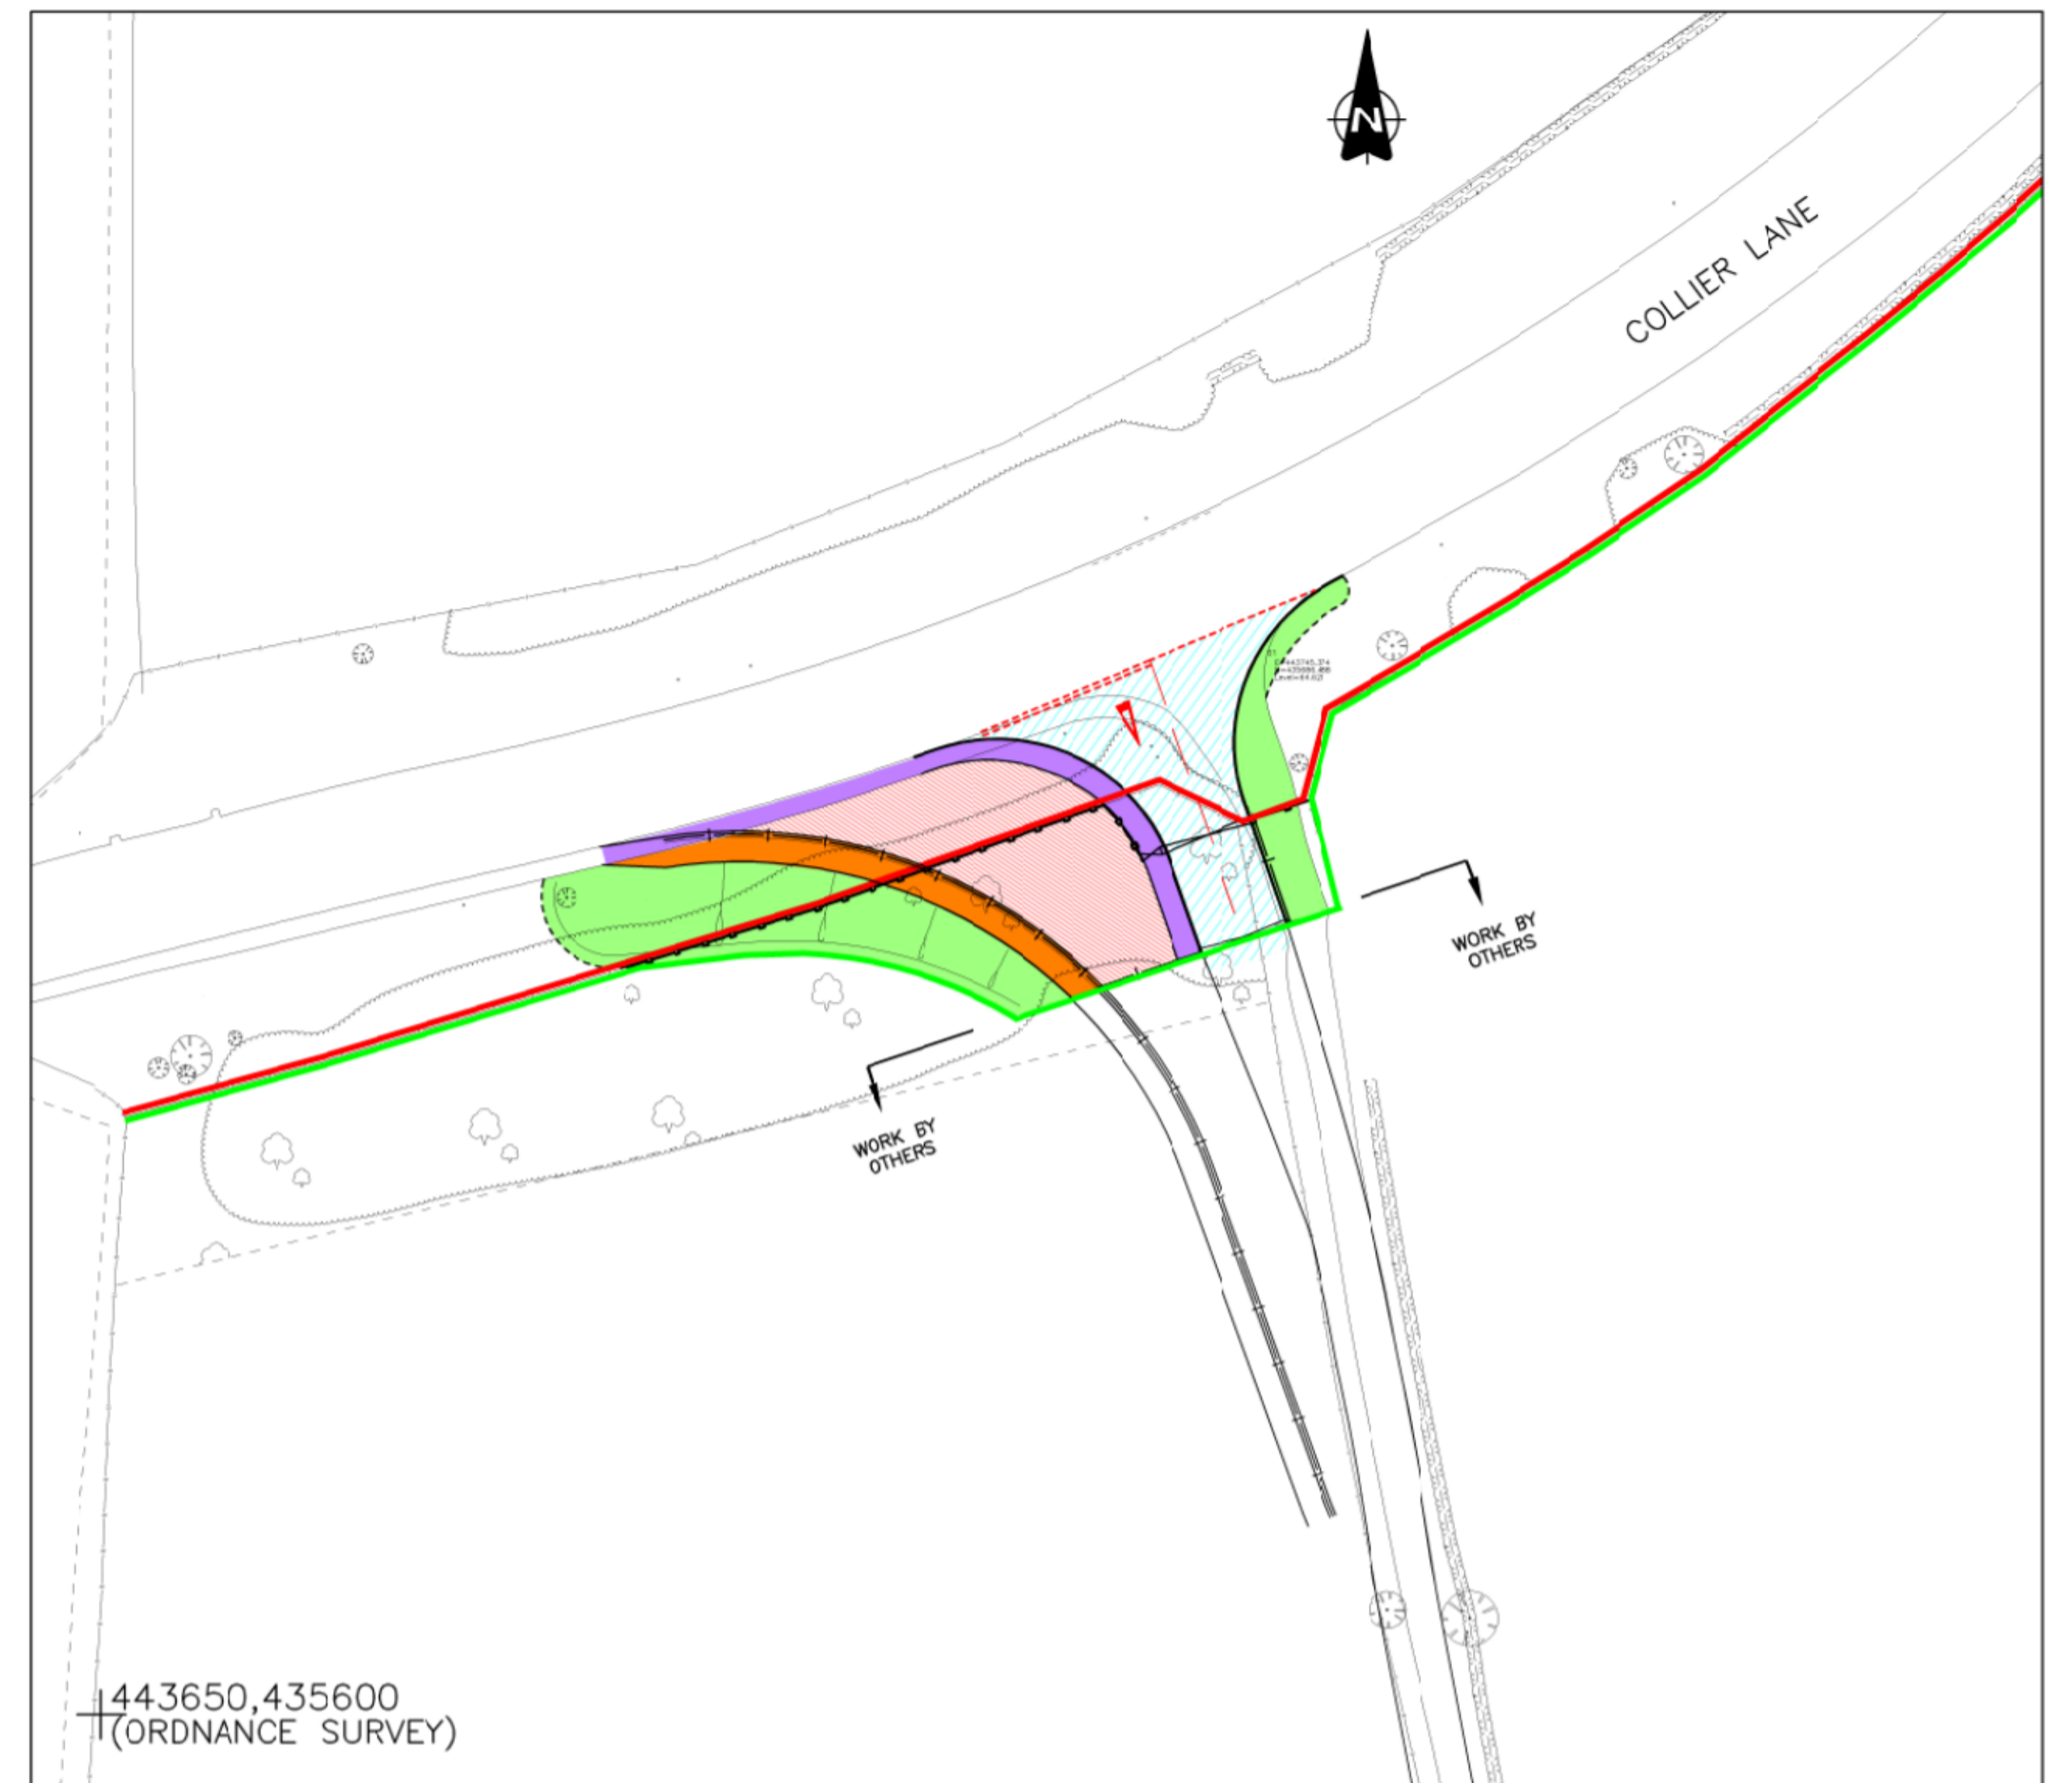 N
COLLIER LANE
WORK BY
OTHERS
WORK BY
OTHERS
443650,435600
(ORDNANCE SURVEY)